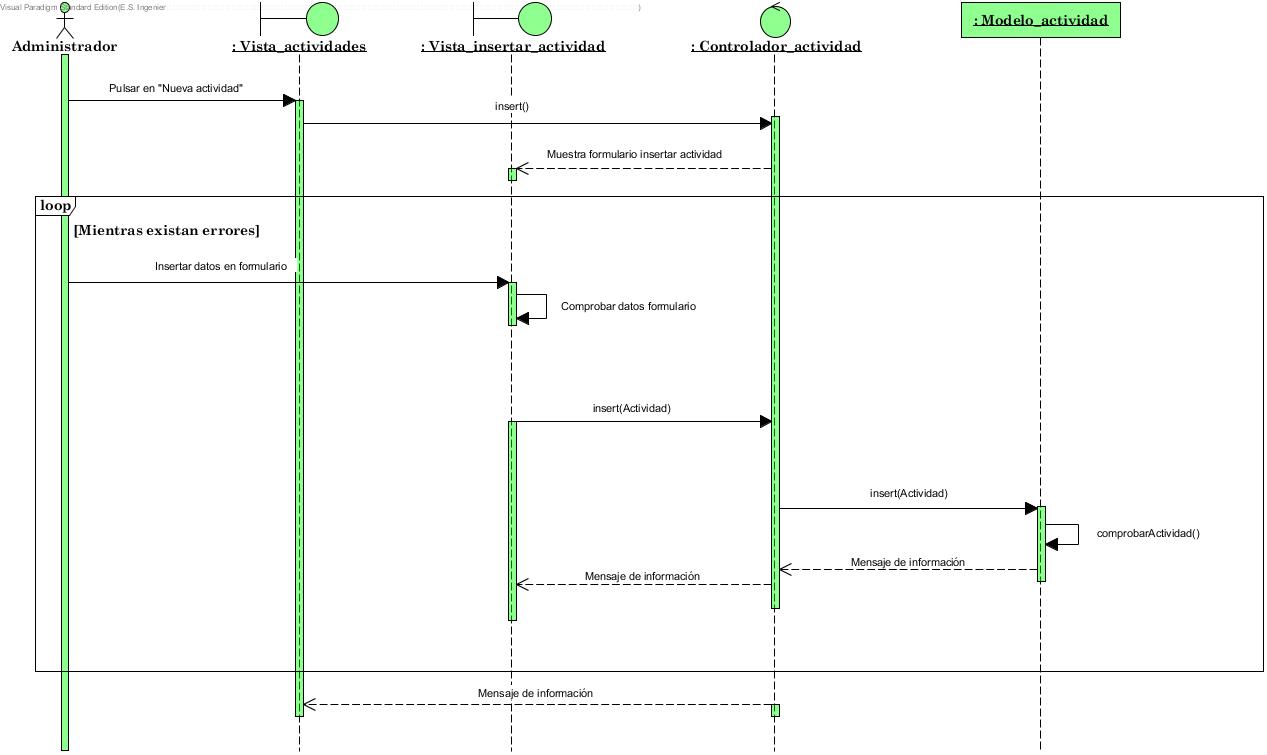 Visual Paradigm Standard Edition(E.S. Ingenier )
Administrador
: Vista_actividades
: Vista_insertar_actividad
: Controlador_actividad
: Modelo_actividad
Pulsar en "Nueva actividad"
insert()
Muestra formulario insertar actividad
loop
[Mientras existan errores]
Insertar datos en formulario
Comprobar datos formulario
insert(Actividad)
insert(Actividad)
comprobarActividad()
Mensaje de información
Mensaje de información
Mensaje de información